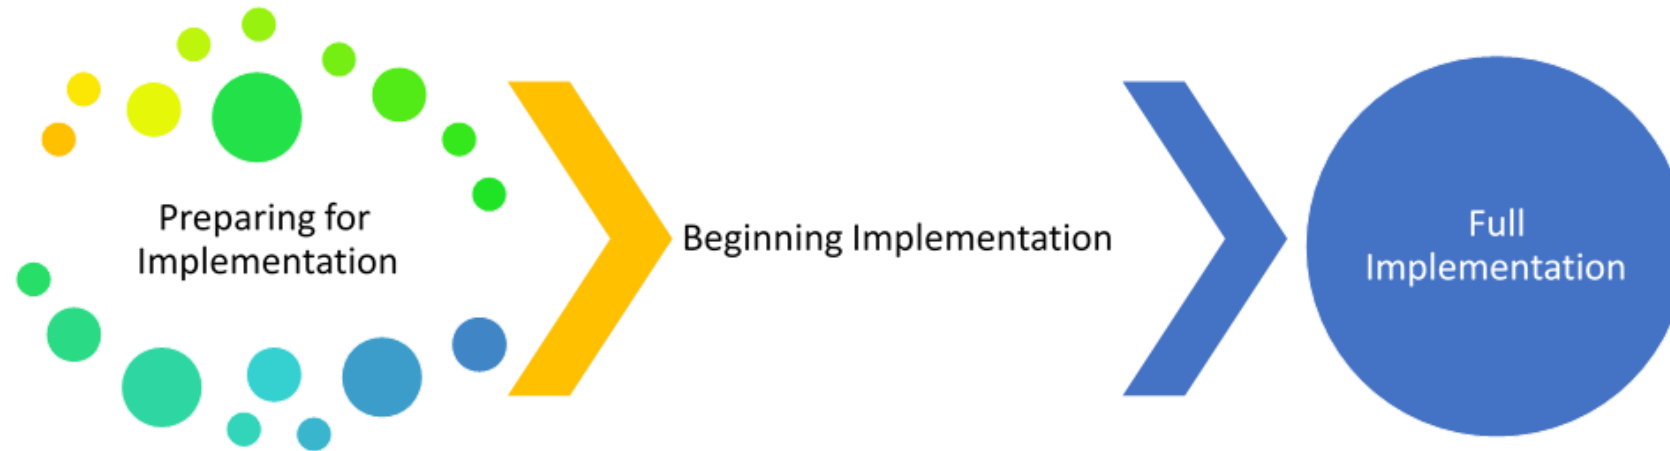 Preparing for
Implementation
Beginning Implementation
Full
Implementation